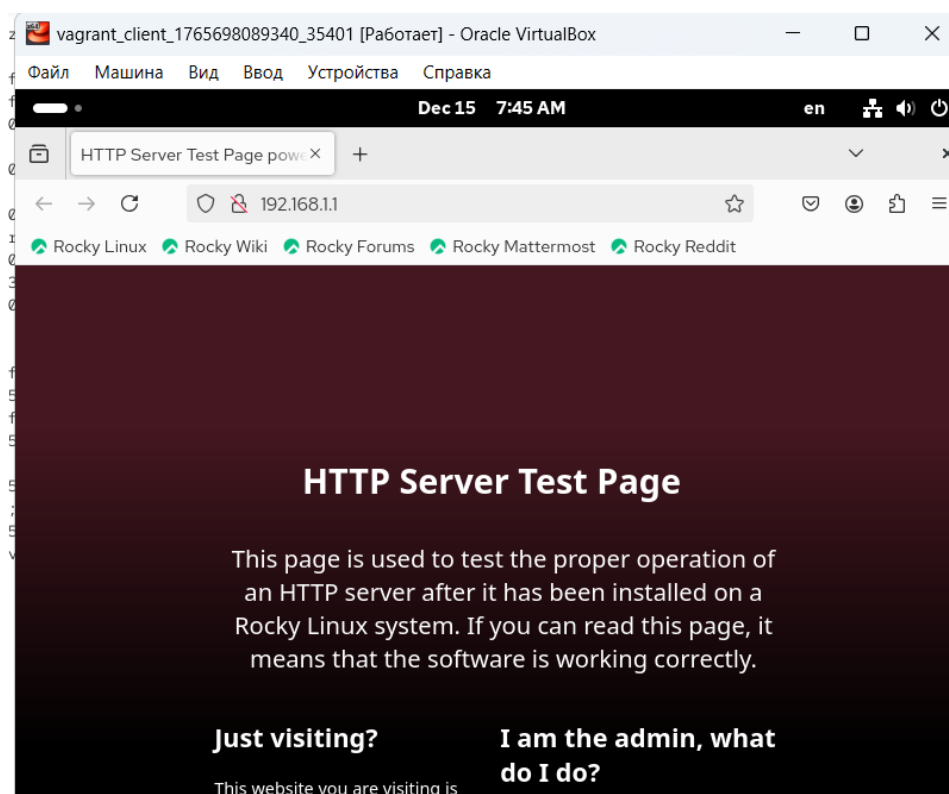 vagrant_client_1765698089340_35401 [Работает] - Oracle VirtualBox
Файл Машина Вид Ввод Устройства Справка
Dec 15 7:45 AM en
HTTP Server Test Page powe
192.168.1.1
Rocky Linux Rocky Wiki Rocky Forums Rocky Mattermost Rocky Reddit
HTTP Server Test Page
This page is used to test the proper operation of
an HTTP server after it has been installed on a
Rocky Linux system. If you can read this page, it
means that the software is working correctly.
Just visiting?
I am the admin, what
do I do?
This website you are visiting is